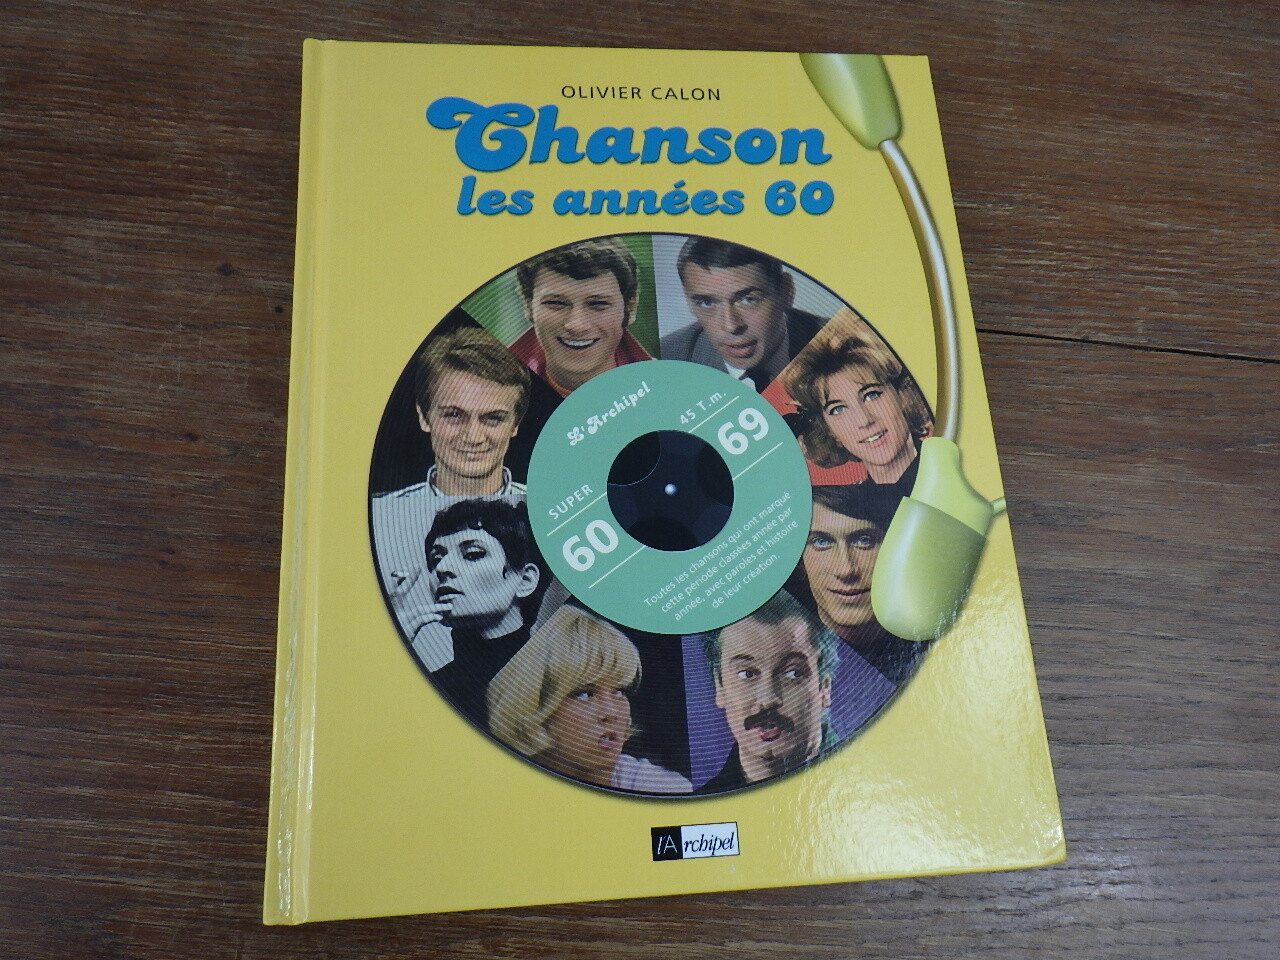 OLIVIER CALON
Chanson
les années 60
L'Archipel
45 T.m.
69
SUPER
60
Toutes les chansons qui ont marqué
cette période classées année par
année, avec paroles et histoire
de leur création.
l'Archipel